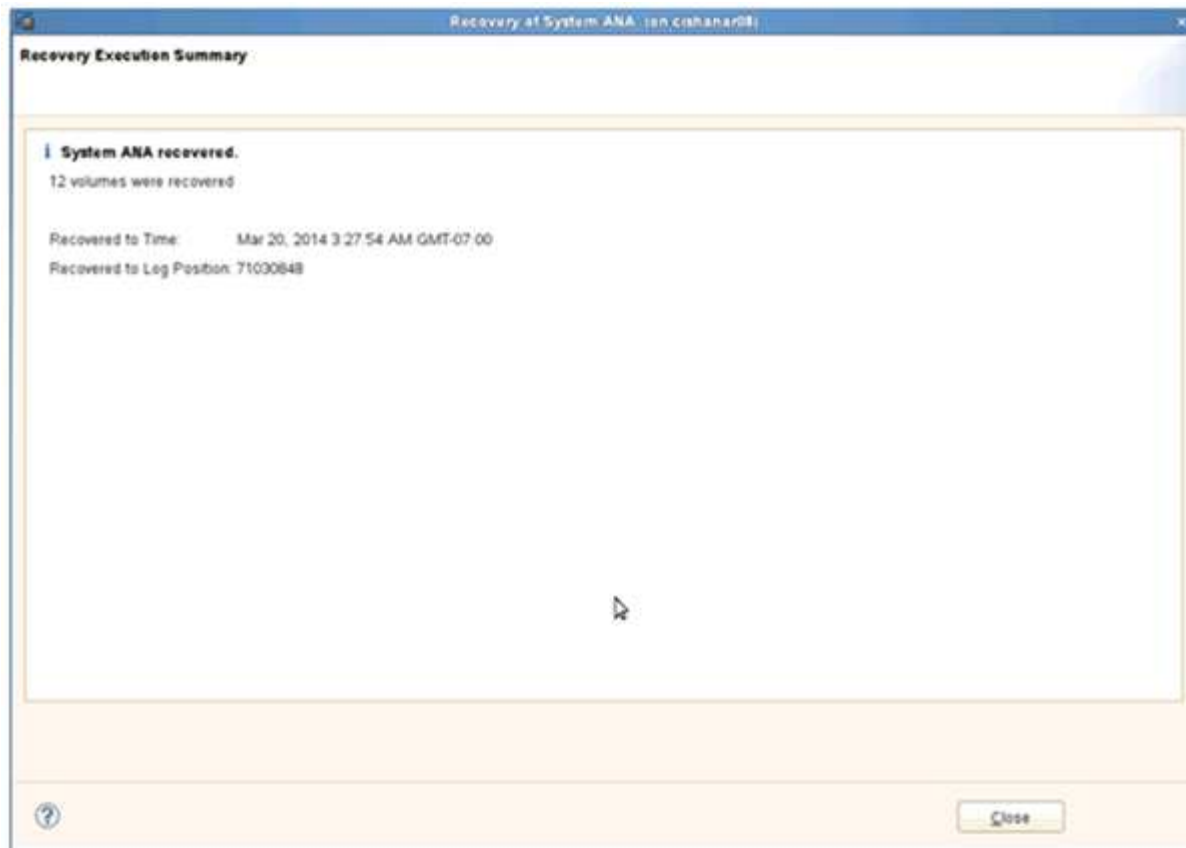 Recovery of System ANA (on cishanar08)
Recovery Execution Summary
i System ANA recovered.
12 volumes were recovered
Recovered to Time: Mar 20, 2014 3:27:54 AM GMT-07:00
Recovered to Log Position: 71030848
? 
Close